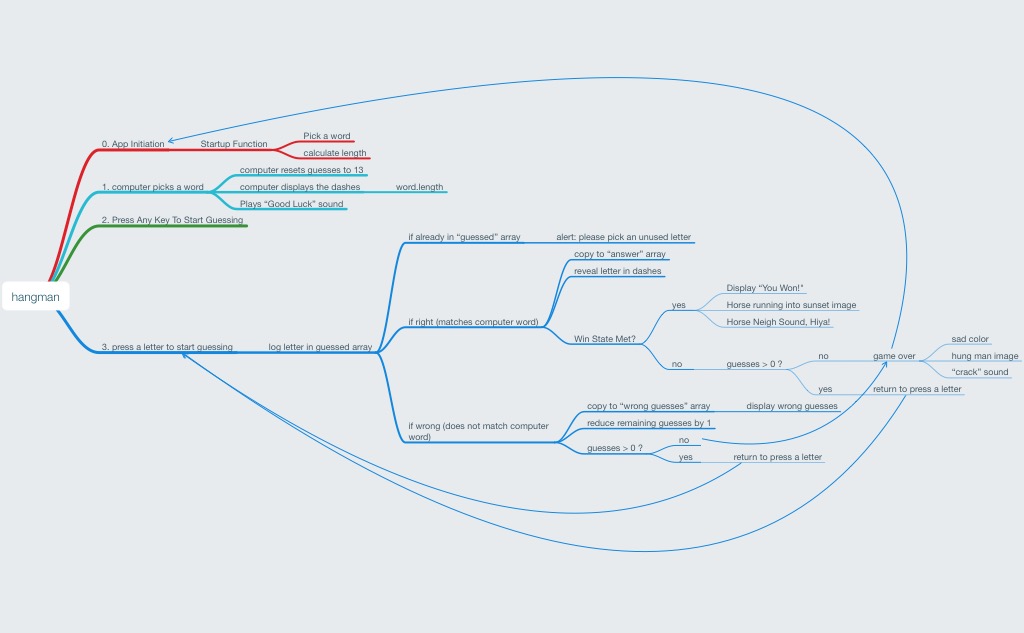 hangman
0. App Initiation
Startup Function
Pick a word
calculate length
1. computer picks a word
computer resets guesses to 13
computer displays the dashes
word.length
Plays “Good Luck” sound
2. Press Any Key To Start Guessing
3. press a letter to start guessing
log letter in guessed array
if already in “guessed” array
alert: please pick an unused letter
if right (matches computer word)
copy to “answer” array
reveal letter in dashes
Win State Met?
yes
Display “You Won!”
Horse running into sunset image
Horse Neigh Sound, Hiya!
no
guesses > 0 ?
no
game over
sad color
hung man image
“crack” sound
yes
return to press a letter
if wrong (does not match computer
word)
copy to “wrong guesses” array
display wrong guesses
reduce remaining guesses by 1
guesses > 0 ?
no
yes
return to press a letter